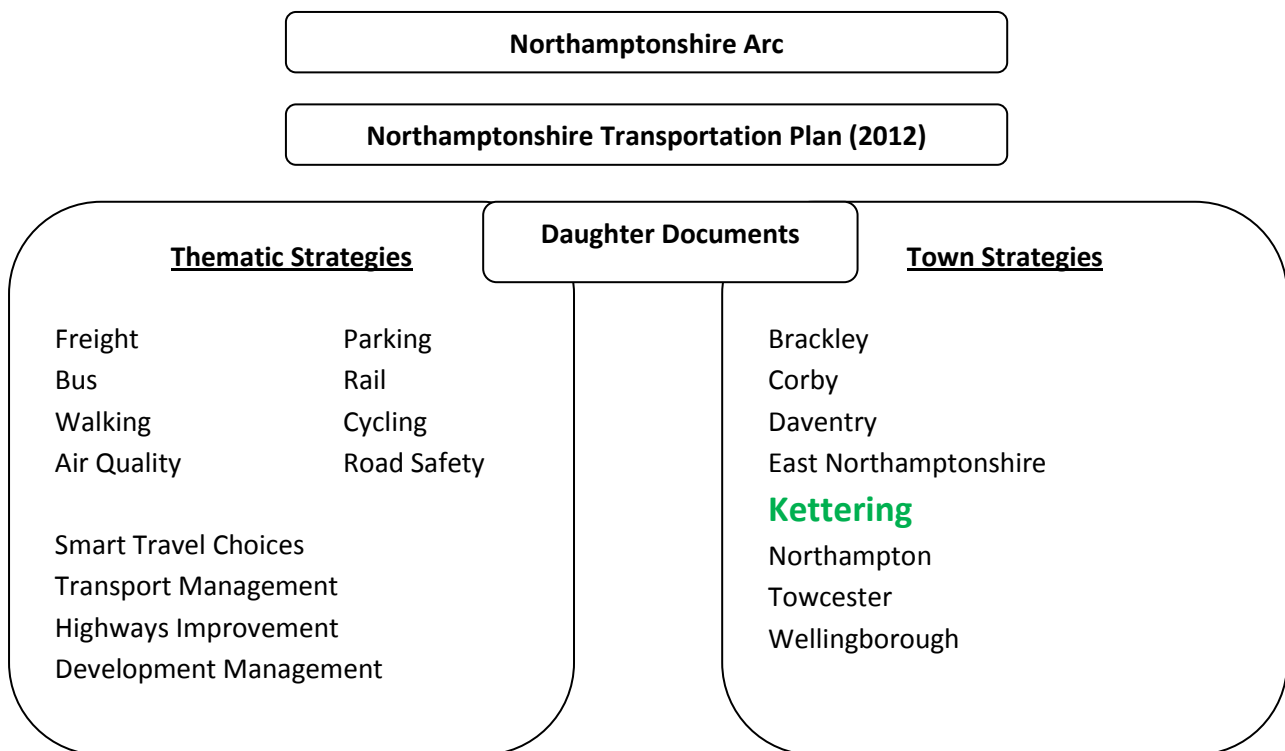 Northamptonshire Arc
Northamptonshire Transportation Plan (2012)
Daughter Documents
Thematic Strategies
Freight Parking
Bus Rail
Walking Cycling
Air Quality Road Safety
Smart Travel Choices
Transport Management
Highways Improvement
Development Management
Town Strategies
Brackley
Corby
Daventry
East Northamptonshire
Kettering
Northampton
Towcester
Wellingborough